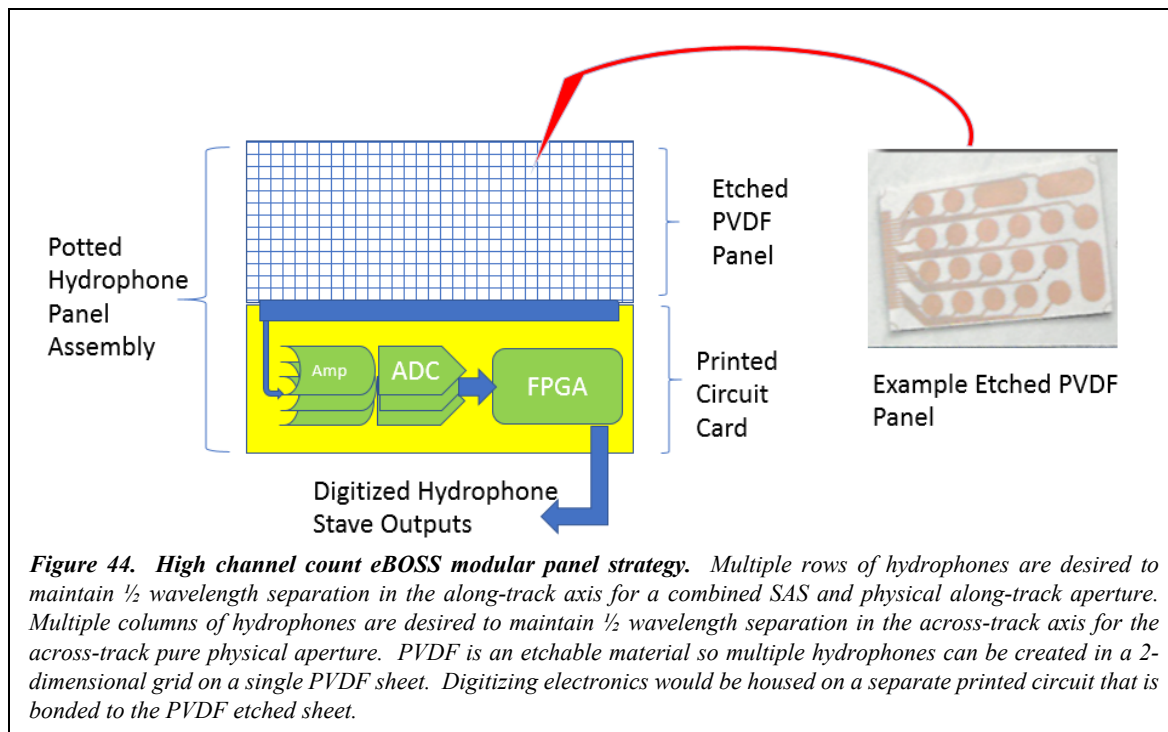 Potted
Hydrophone
Panel
Assembly
Etched
PVDF
Panel
Amp
ADC
FPGA
Printed
Circuit
Card
Example Etched PVDF
Panel
Digitized Hydrophone
Stave Outputs
Figure 44. High channel count eBOSS modular panel strategy. Multiple rows of hydrophones are desired to
maintain ½ wavelength separation in the along-track axis for a combined SAS and physical along-track aperture.
Multiple columns of hydrophones are desired to maintain ½ wavelength separation in the across-track axis for the
across-track pure physical aperture. PVDF is an etchable material so multiple hydrophones can be created in a 2-
dimensional grid on a single PVDF sheet. Digitizing electronics would be housed on a separate printed circuit that is
bonded to the PVDF etched sheet.